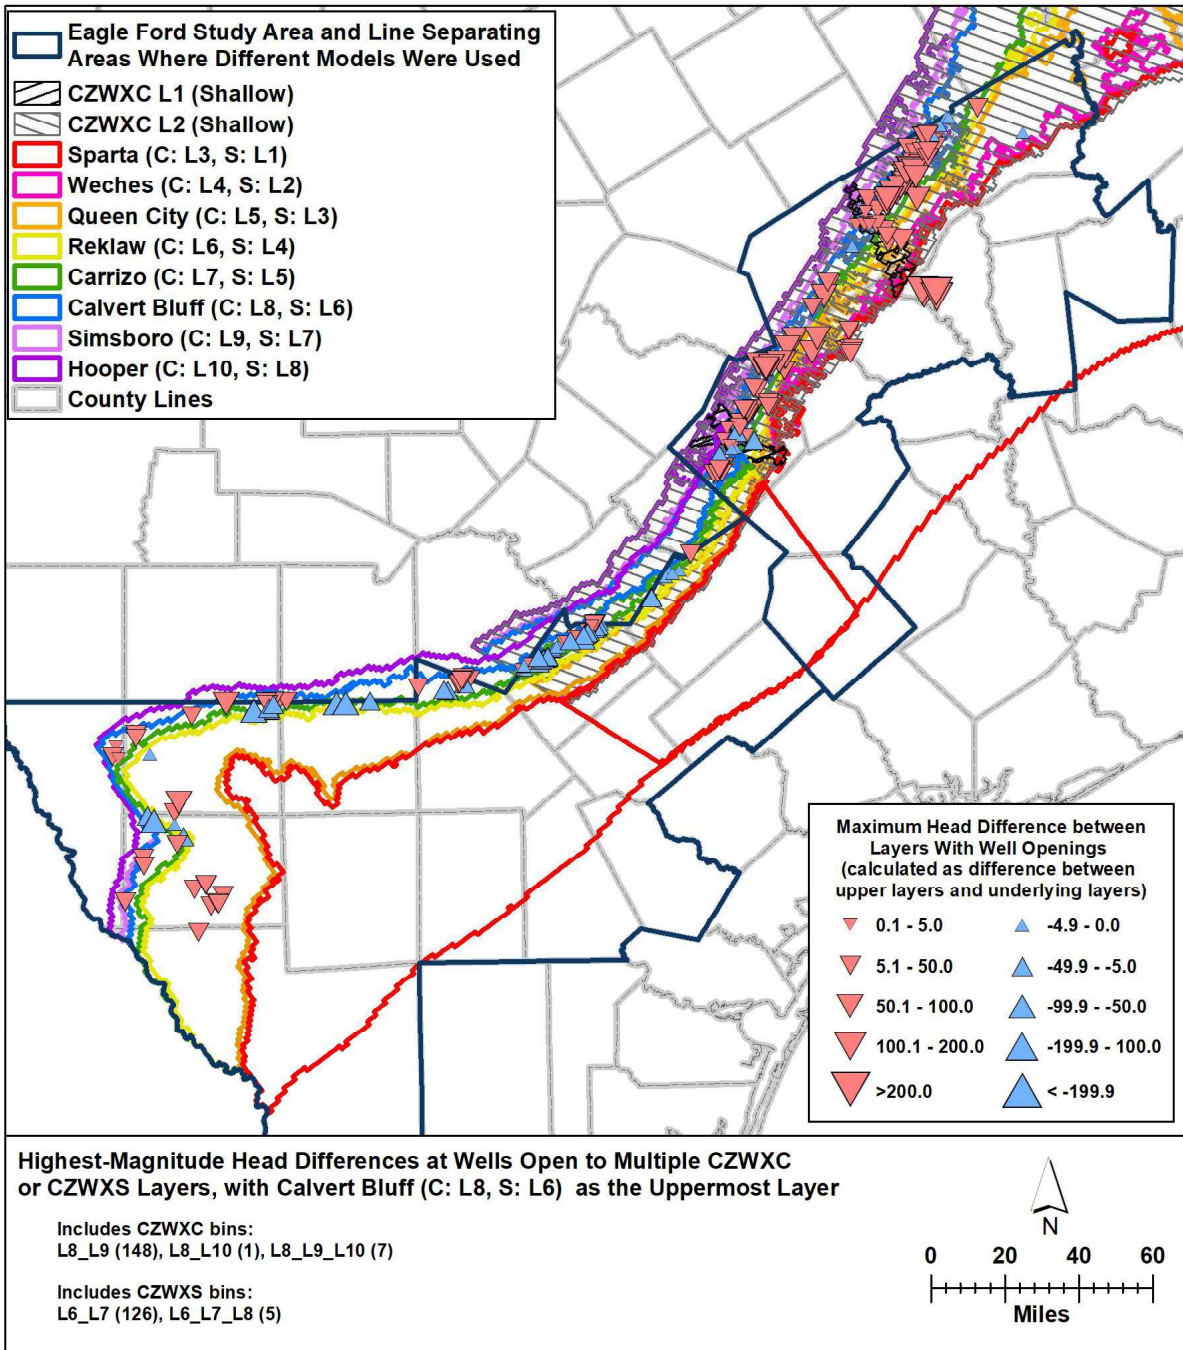 Eagle Ford Study Area and Line Separating
Areas Where Different Models Were Used
CZWXC L1 (Shallow)
CZWXC L2 (Shallow)
Sparta (C: L3, S: L1)
Weches (C: L4, S: L2)
Queen City (C: L5, S: L3)
Reklaw (C: L6, S: L4)
Carrizo (C: L7, S: L5)
Calvert Bluff (C: L8, S: L6)
Simsboro (C: L9, S: L7)
Hooper (C: L10, S: L8)
County Lines
Maximum Head Difference between
Layers With Well Openings
(calculated as difference between
upper layers and underlying layers)
0.1 - 5.0
-4.9 - 0.0
5.1 - 50.0
-49.9 - -5.0
50.1 - 100.0
-99.9 - -50.0
100.1 - 200.0
-199.9 - 100.0
>200.0
< -199.9
Highest-Magnitude Head Differences at Wells Open to Multiple CZWXC
or CZWXS Layers, with Calvert Bluff (C: L8, S: L6) as the Uppermost Layer
Includes CZWXC bins:
L8_L9 (148), L8_L10 (1), L8_L9_L10 (7)
Includes CZWXS bins:
L6_L7 (126), L6_L7_L8 (5)
N
0 20 40 60
Miles